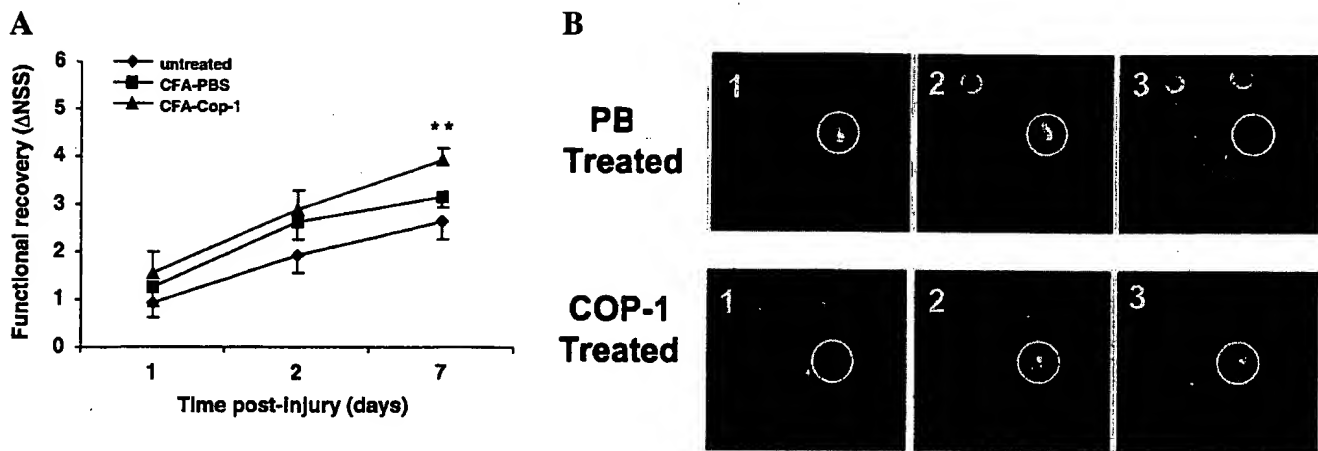 A
Functional recovery (ΔNSS)
6
5
4
3
2
1
0
untreated
CFA-PBS
CFA-Cop-1
**
1 2 7
Time post-injury (days)
B
PB
Treated
1 2 3
COP-1
Treated
1 2 3